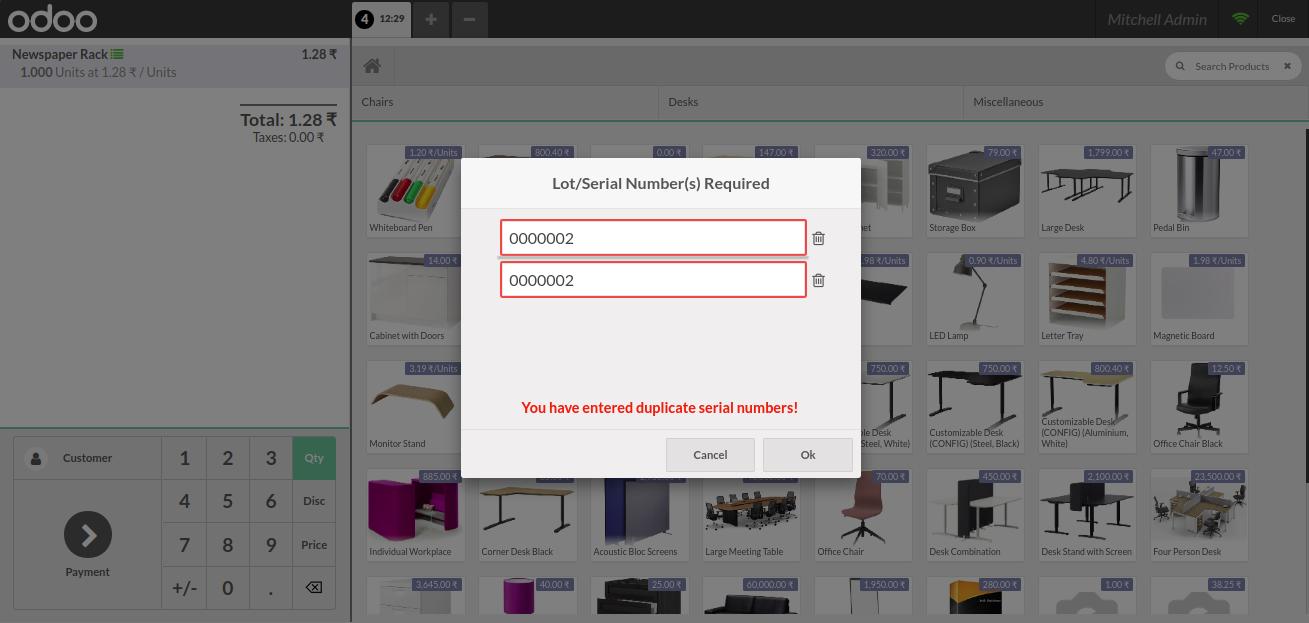 odoo
4 12:29
Mitchell Admin
Close
Newspaper Rack 1.28 ₹
1.000 Units at 1.28 ₹ / Units
Total: 1.28 ₹
Taxes: 0.00 ₹
Search Products
Chairs Desks Miscellaneous
1.20 ₹/Units 800.40 ₹ 0.00 ₹ 147.00 ₹ 320.00 ₹ 79.00 ₹ 1,799.00 ₹ 47.00 ₹
Whiteboard Pen Storage Box Large Desk Pedal Bin
Lot/Serial Number(s) Required
0000002
0000002
You have entered duplicate serial numbers!
Cancel Ok
14.00 ₹ .98 ₹/Units 0.90 ₹/Units 4.80 ₹/Units 1.98 ₹/Units
Cabinet with Doors LED Lamp Letter Tray Magnetic Board
3.19 ₹/Units 750.00 ₹ 750.00 ₹ 800.40 ₹ 12.50 ₹
Monitor Stand
Desk
Steel, White)
Customizable Desk
(CONFIG) (Steel, Black)
Customizable Desk
(CONFIG) (Aluminium,
White)
Office Chair Black
885.00 ₹ 70.00 ₹ 450.00 ₹ 2,100.00 ₹ 23,500.00 ₹
Individual Workplace Corner Desk Black Acoustic Bloc Screens Large Meeting Table Office Chair Desk Combination Desk Stand with Screen Four Person Desk
3,645.00 ₹ 40.00 ₹ 25.00 ₹ 60,000.00 ₹ 1,950.00 ₹ 280.00 ₹ 1.00 ₹ 38.25 ₹
Customer 1 2 3 Qty
4 5 6 Disc
7 8 9 Price
Payment
+/- 0 .